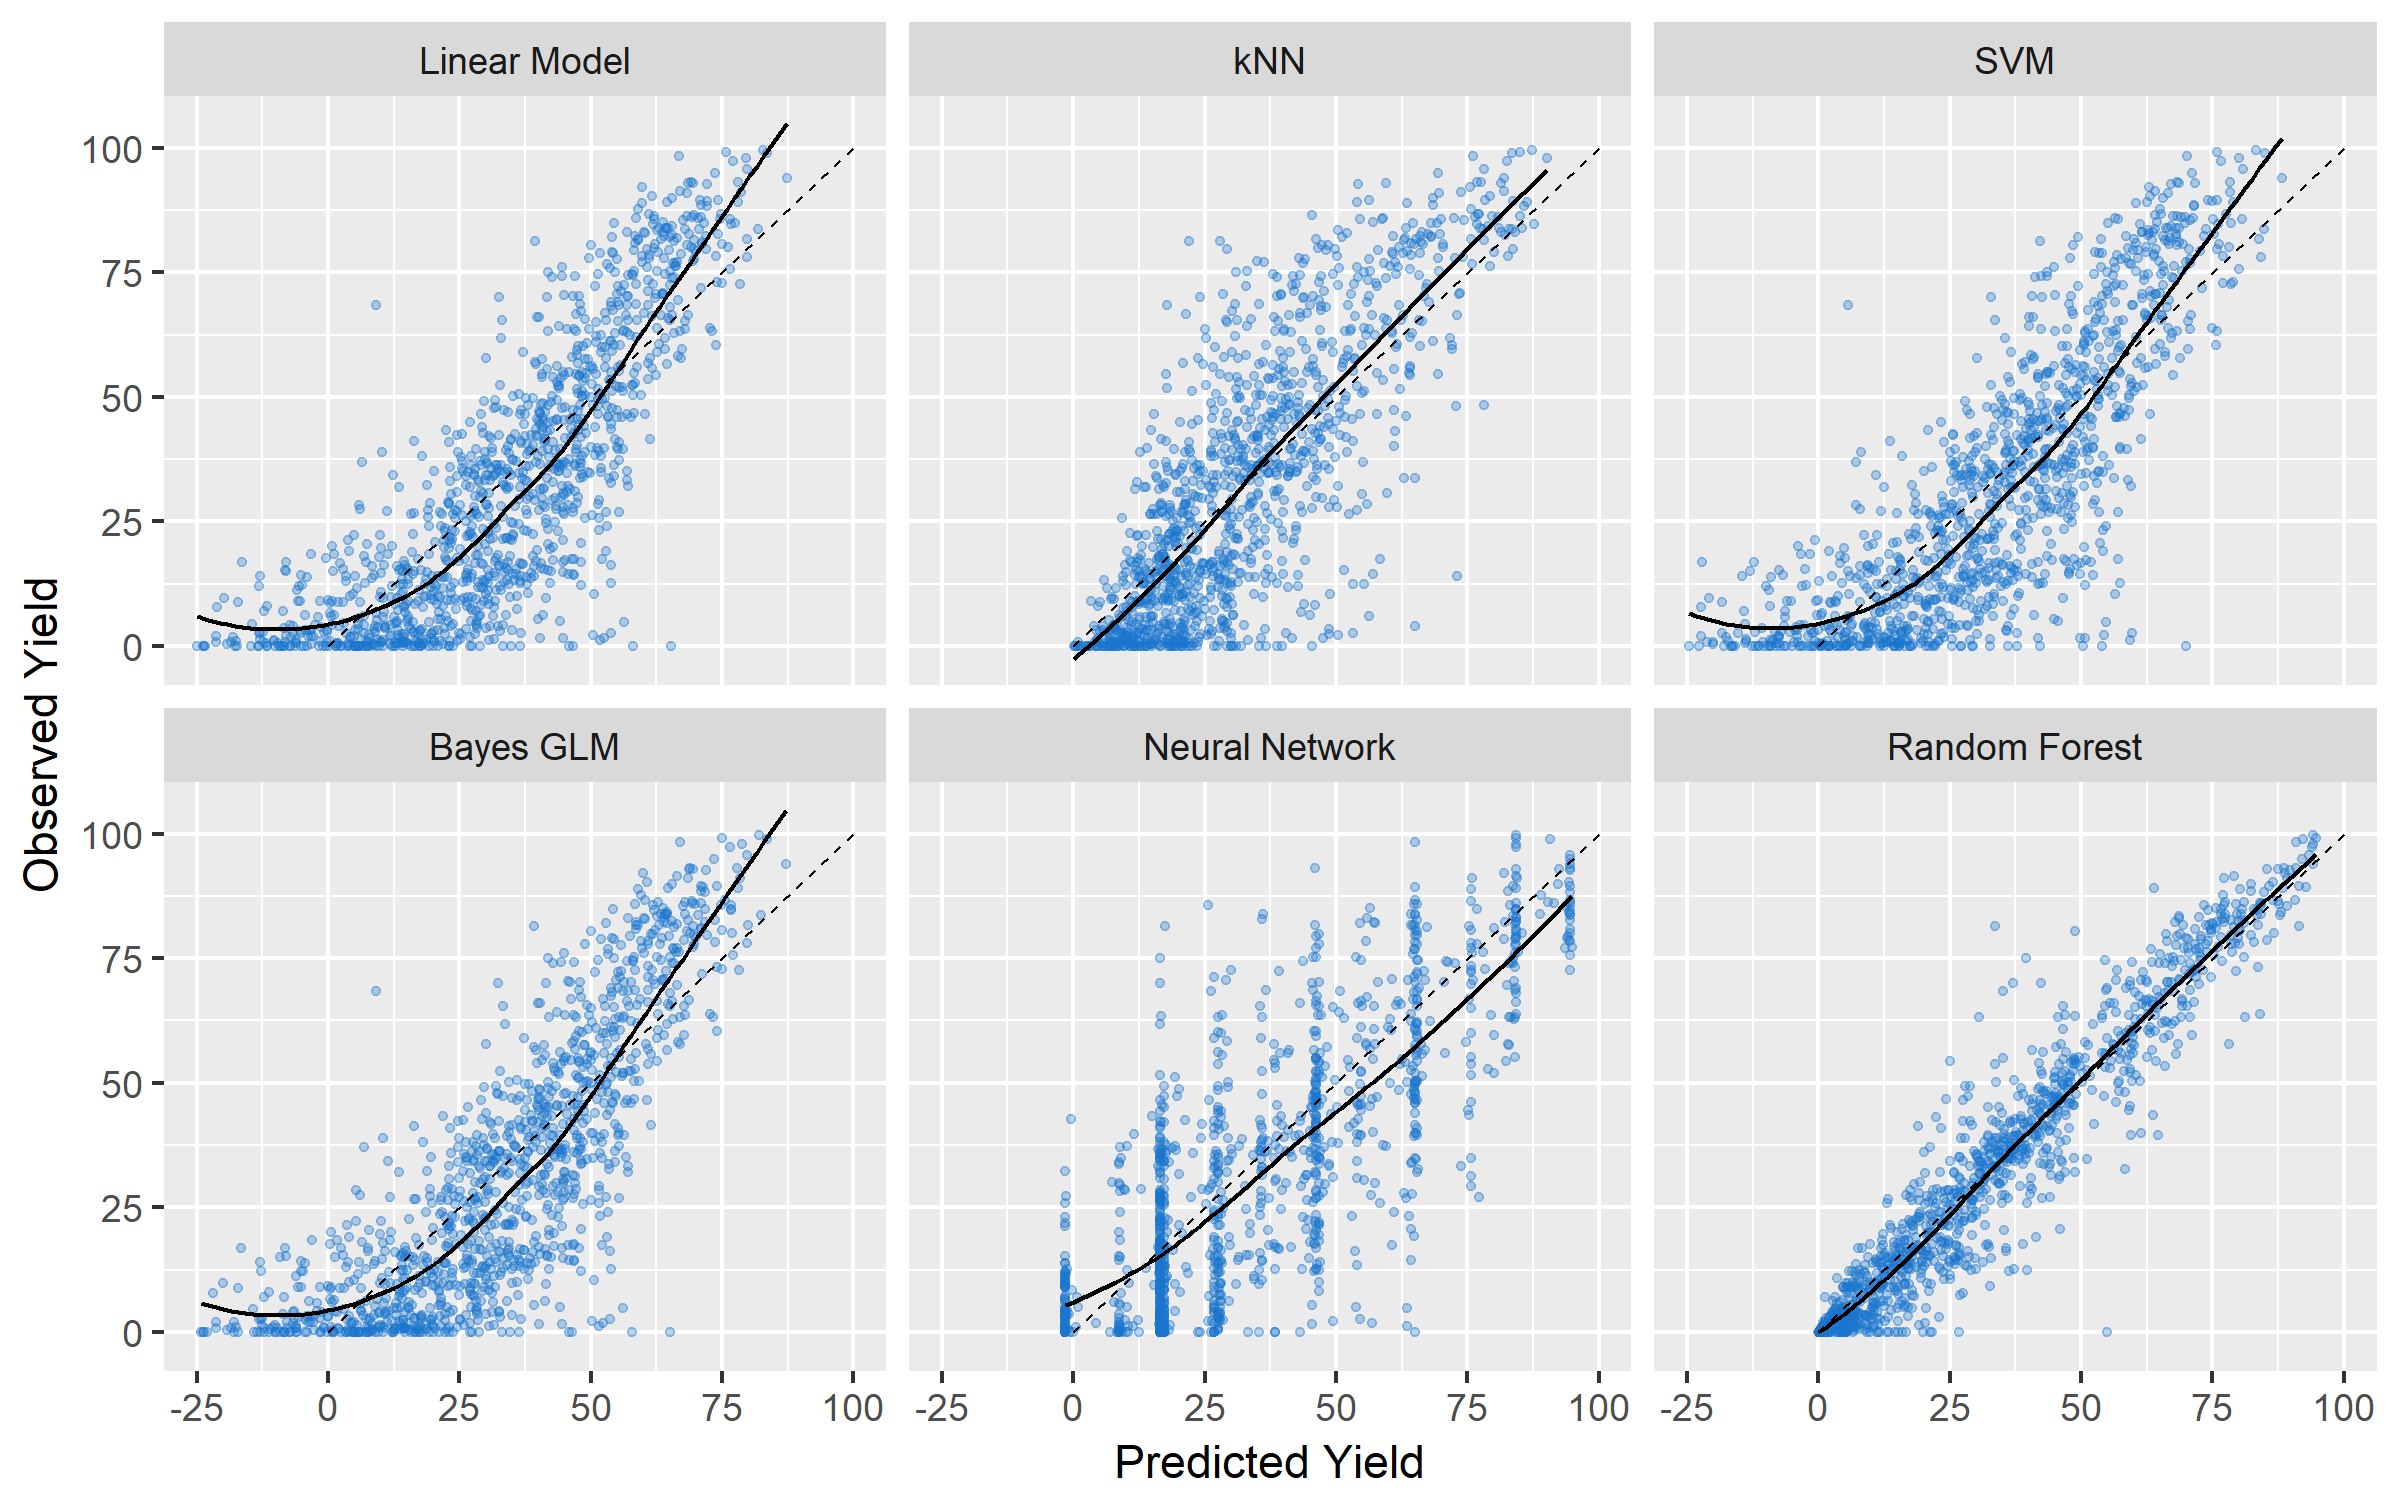 Linear Model
kNN
SVM
100
75
50
25
0
Bayes GLM
Neural Network
Random Forest
100
75
50
25
0
-25 0 25 50 75 100 -25 0 25 50 75 100 -25 0 25 50 75 100
Predicted Yield
Observed Yield